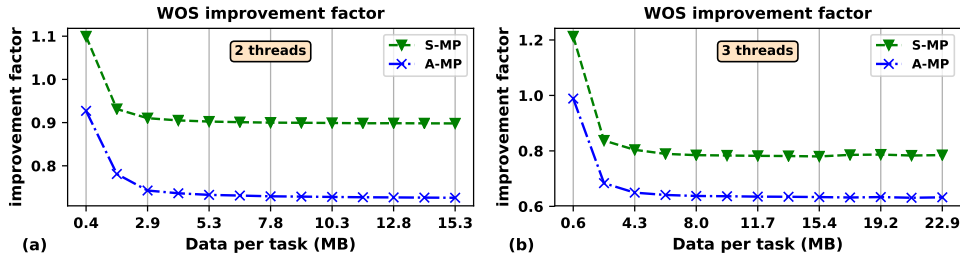 WOS improvement factor
improvement factor
1.1
1.0
0.9
0.8
2 threads
S-MP
A-MP
0.4 2.9 5.3 7.8 10.3 12.8 15.3
Data per task (MB)
(a)
WOS improvement factor
improvement factor
1.2
1.0
0.8
0.6
3 threads
S-MP
A-MP
0.6 4.3 8.0 11.7 15.4 19.2 22.9
Data per task (MB)
(b)